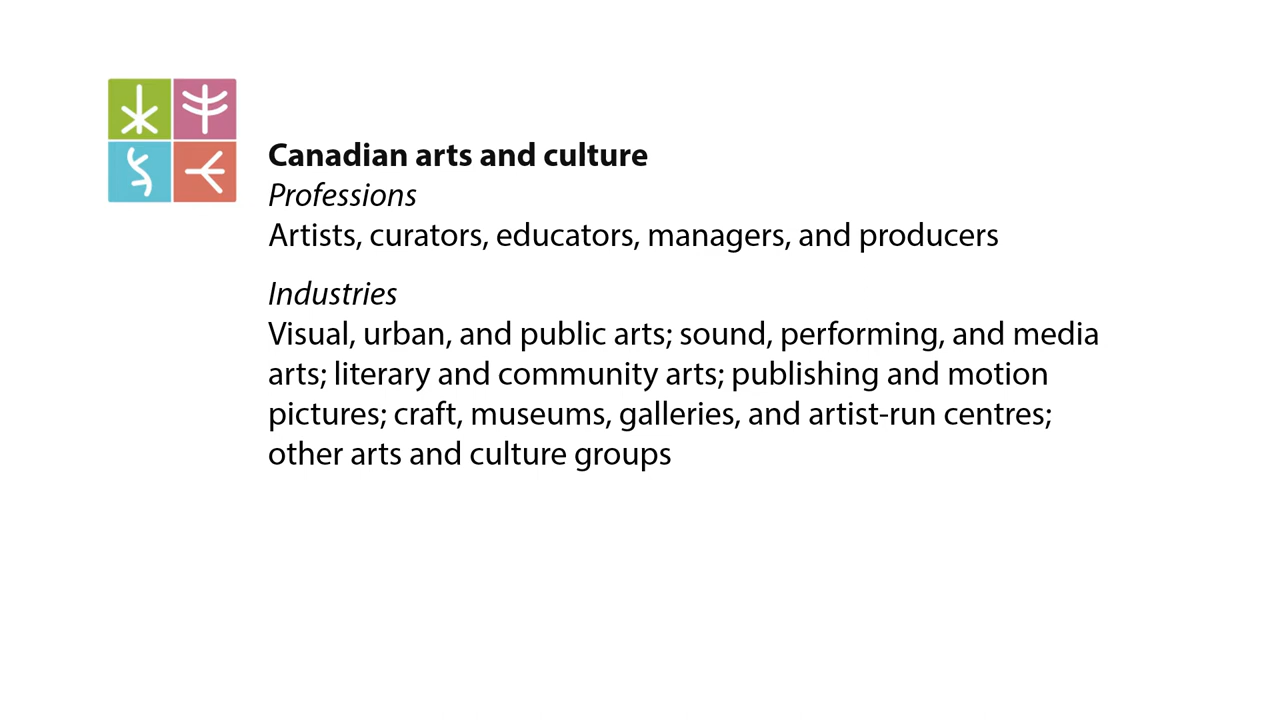 Canadian arts and culture
Professions
Artists, curators, educators, managers, and producers
Industries
Visual, urban, and public arts; sound, performing, and media
arts; literary and community arts; publishing and motion
pictures; craft, museums, galleries, and artist-run centres;
other arts and culture groups